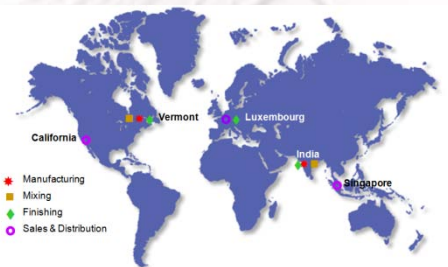 Vermont
Luxembourg
California
India
Singapore
Manufacturing
Mixing
Finishing
Sales & Distribution